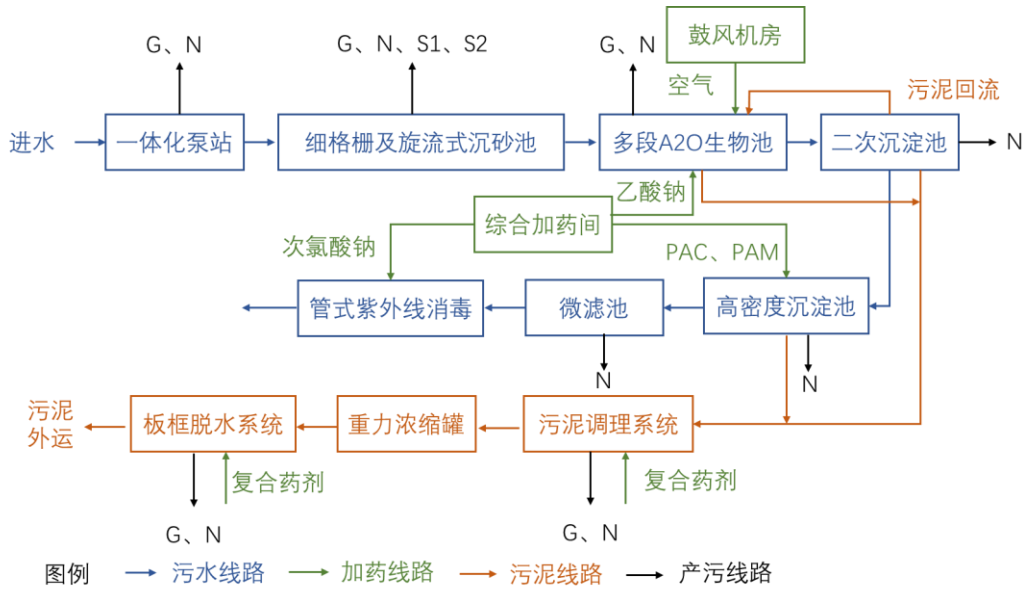 鼓风机房
G、N
G、N、S1、S2
G、N
空气
污泥回流
进水
一体化泵站
细格栅及旋流式沉砂池
多段A2O生物池
二次沉淀池
N
乙酸钠
综合加药间
次氯酸钠
PAC、PAM
管式紫外线消毒
微滤池
高密度沉淀池
N
N
污泥
外运
板框脱水系统
重力浓缩罐
污泥调理系统
复合药剂
复合药剂
G、N
G、N
图例
污水线路
加药线路
污泥线路
产污线路